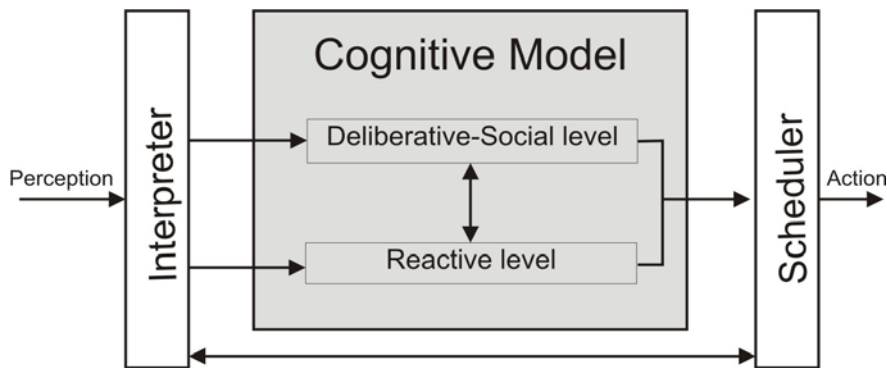 Cognitive Model
Deliberative-Social level
Perception
Interpreter
Reactive level
Scheduler
Action